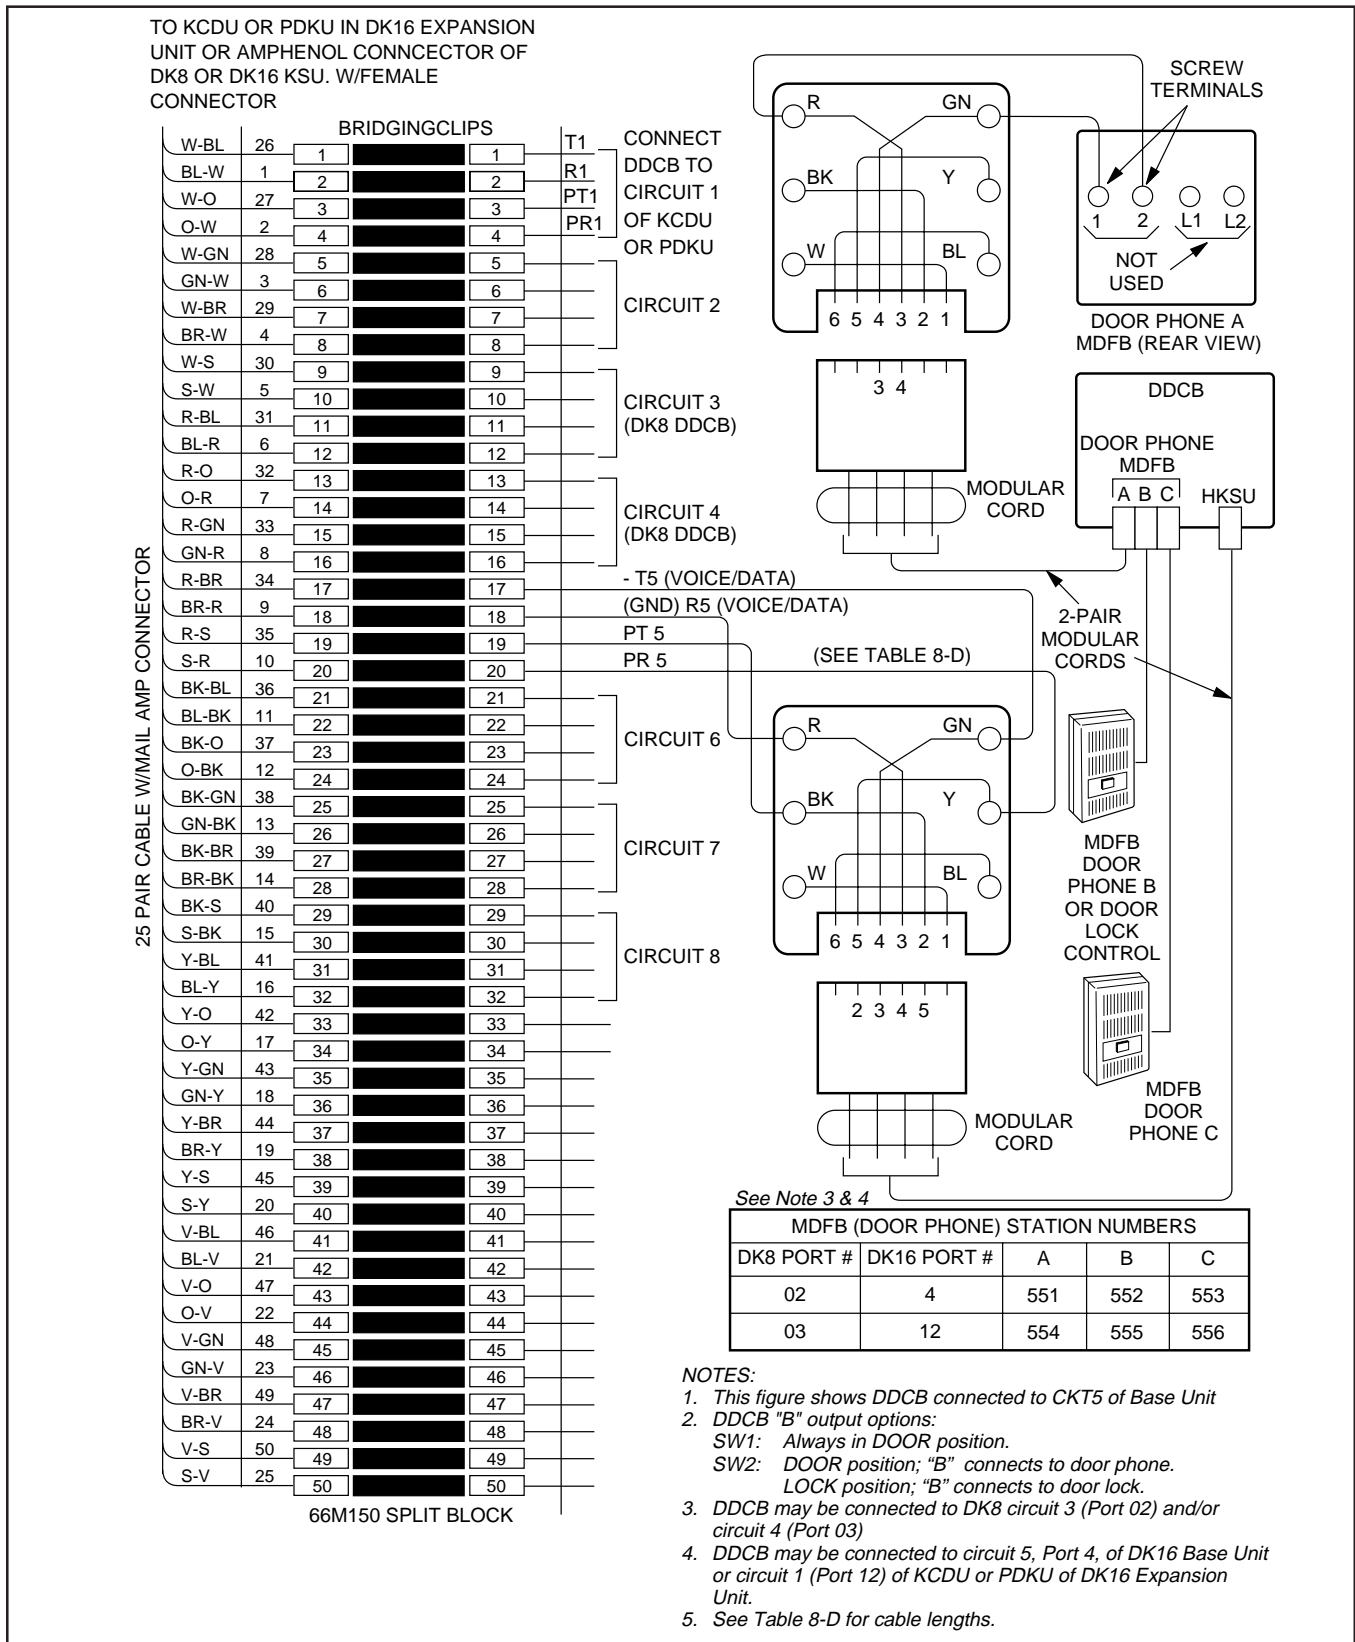 TO KCDU OR PDKU IN DK16 EXPANSION
UNIT OR AMPHENOL CONNCECTOR OF
DK8 OR DK16 KSU. W/FEMALE
CONNECTOR
BRIDGINGCLIPS
25 PAIR CABLE W/MAIL AMP CONNECTOR
W-BL 26 1 1 T1
BL-W 1 2 2 R1
W-O 27 3 3 PT1
O-W 2 4 4 PR1
CONNECT
DDCB TO
CIRCUIT 1
OF KCDU
OR PDKU
W-GN 28 5 5
GN-W 3 6 6
W-BR 29 7 7
BR-W 4 8 8
CIRCUIT 2
W-S 30 9 9
S-W 5 10 10
R-BL 31 11 11
BL-R 6 12 12
CIRCUIT 3
(DK8 DDCB)
R-O 32 13 13
O-R 7 14 14
R-GN 33 15 15
GN-R 8 16 16
CIRCUIT 4
(DK8 DDCB)
R-BR 34 17 17 - T5 (VOICE/DATA)
BR-R 9 18 18 (GND) R5 (VOICE/DATA)
R-S 35 19 19 PT 5
S-R 10 20 20 PR 5 (SEE TABLE 8-D)
BK-BL 36 21 21
BL-BK 11 22 22
BK-O 37 23 23
O-BK 12 24 24
CIRCUIT 6
BK-GN 38 25 25
GN-BK 13 26 26
BK-BR 39 27 27
BR-BK 14 28 28
CIRCUIT 7
BK-S 40 29 29
S-BK 15 30 30
Y-BL 41 31 31
BL-Y 16 32 32
CIRCUIT 8
Y-O 42 33 33
O-Y 17 34 34
Y-GN 43 35 35
GN-Y 18 36 36
Y-BR 44 37 37
BR-Y 19 38 38
Y-S 45 39 39
S-Y 20 40 40
V-BL 46 41 41
BL-V 21 42 42
V-O 47 43 43
O-V 22 44 44
V-GN 48 45 45
GN-V 23 46 46
V-BR 49 47 47
BR-V 24 48 48
V-S 50 49 49
S-V 25 50 50
66M150 SPLIT BLOCK
R GN
BK Y
W BL
6 5 4 3 2 1
3 4
MODULAR
CORD
SCREW
TERMINALS
1 2 L1 L2
NOT
USED
DOOR PHONE A
MDFB (REAR VIEW)
DDCB
DOOR PHONE
MDFB
A B C HKSU
2-PAIR
MODULAR
CORDS
R GN
BK Y
W BL
6 5 4 3 2 1
2 3 4 5
MODULAR
CORD
MDFB
DOOR
PHONE B
OR DOOR
LOCK
CONTROL
MDFB
DOOR
PHONE C
See Note 3 & 4
MDFB (DOOR PHONE) STATION NUMBERS
DK8 PORT # DK16 PORT # A B C
02 4 551 552 553
03 12 554 555 556
NOTES:
1. This figure shows DDCB connected to CKT5 of Base Unit
2. DDCB "B" output options:
SW1: Always in DOOR position.
SW2: DOOR position; “B” connects to door phone.
LOCK position; “B” connects to door lock.
3. DDCB may be connected to DK8 circuit 3 (Port 02) and/or
circuit 4 (Port 03)
4. DDCB may be connected to circuit 5, Port 4, of DK16 Base Unit
or circuit 1 (Port 12) of KCDU or PDKU of DK16 Expansion
Unit.
5. See Table 8-D for cable lengths.